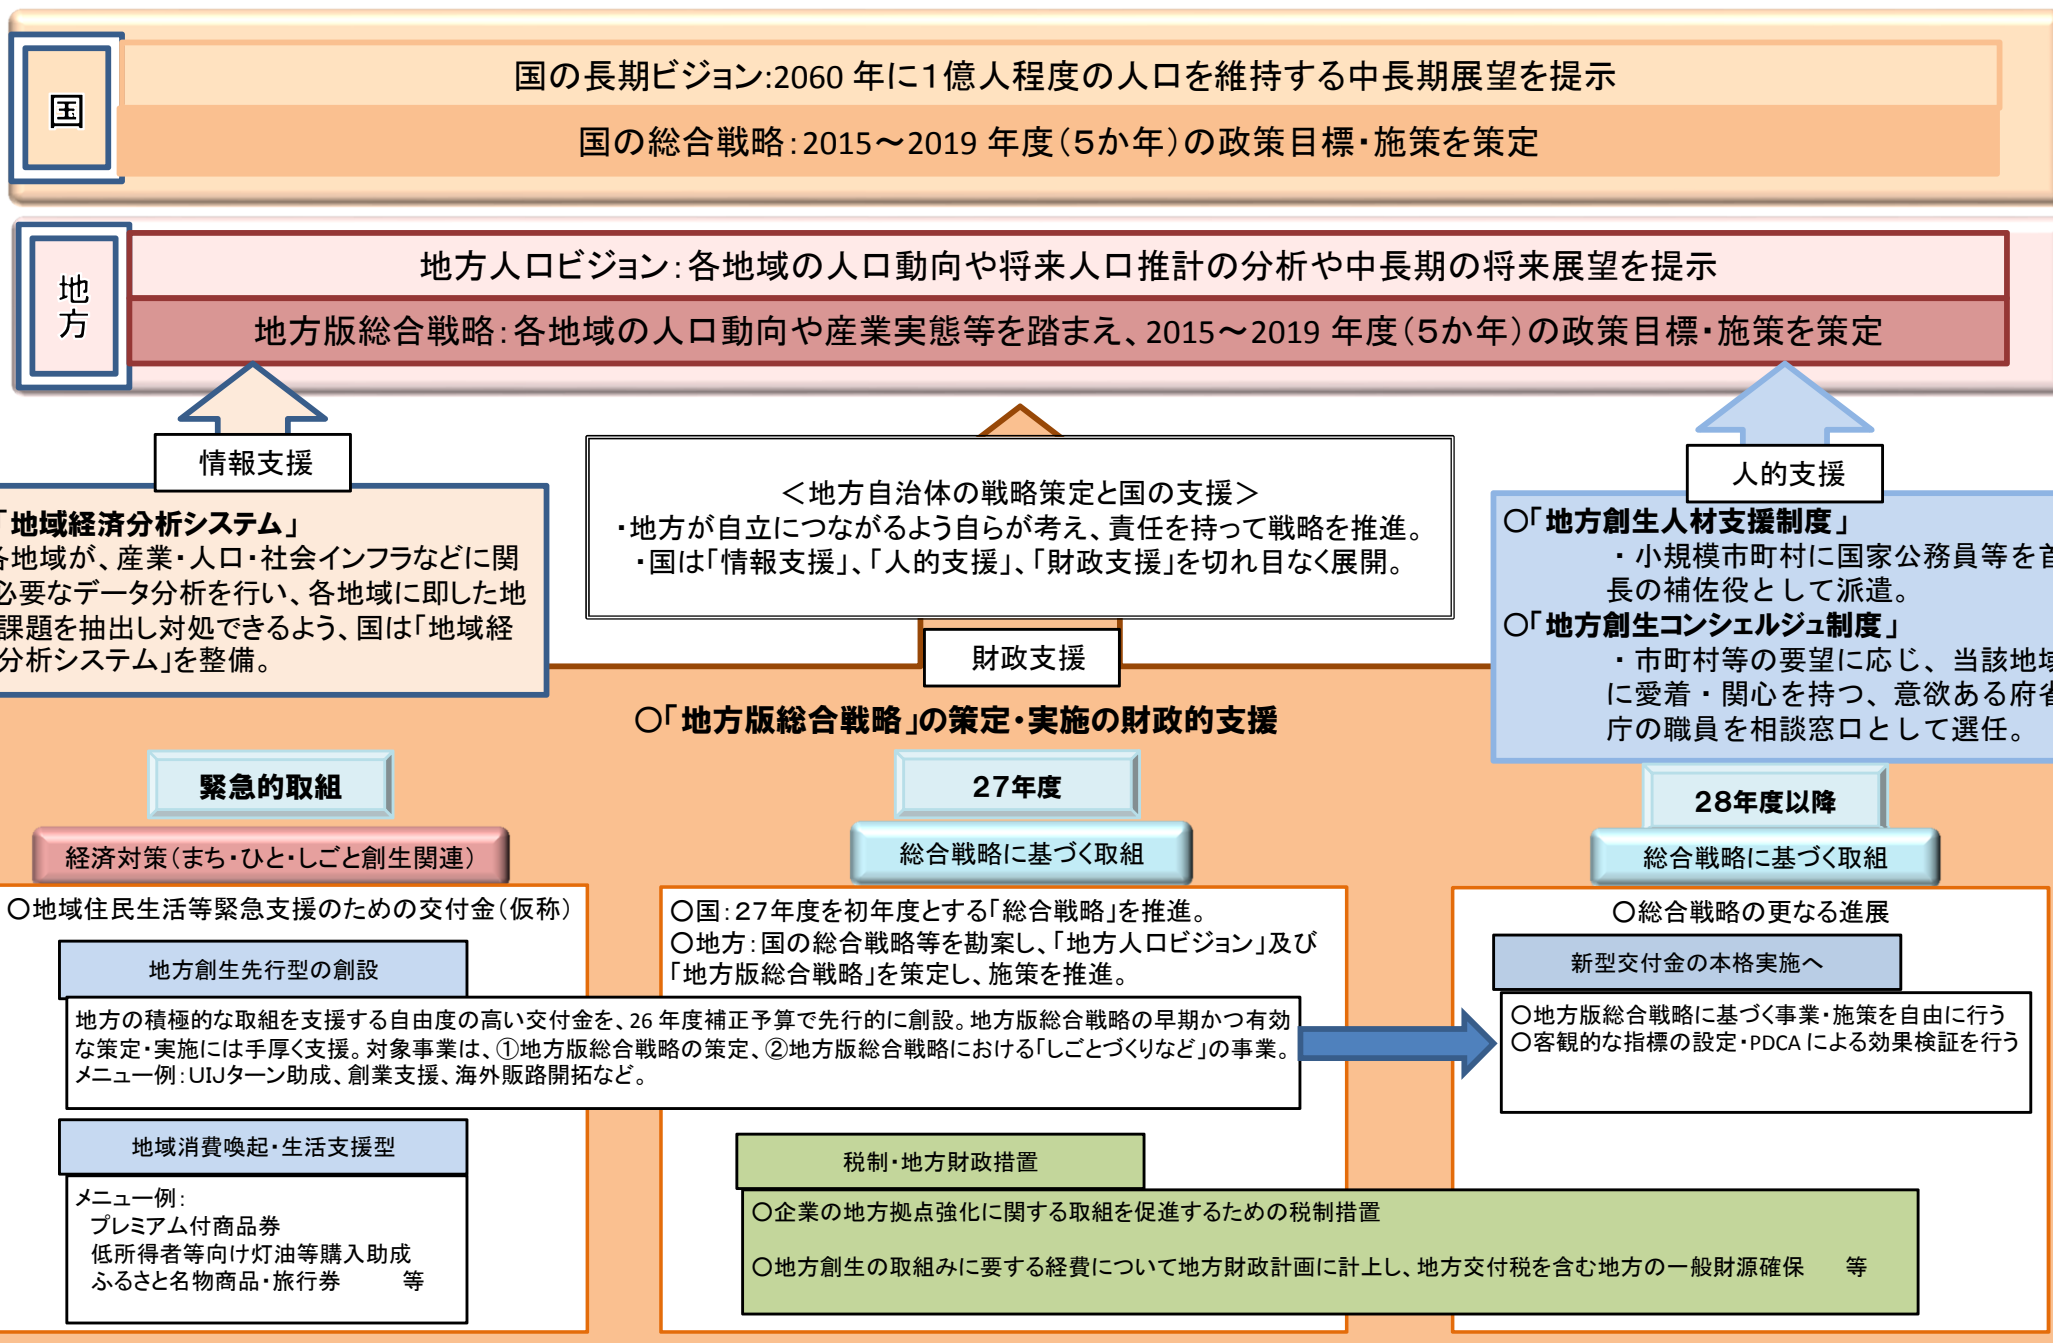 国
国の長期ビジョン:2060 年に１億人程度の人口を維持する中長期展望を提示
国の総合戦略:2015～2019 年度(５か年)の政策目標・施策を策定
地方
地方人口ビジョン:各地域の人口動向や将来人口推計の分析や中長期の将来展望を提示
地方版総合戦略:各地域の人口動向や産業実態等を踏まえ、2015～2019 年度(５か年)の政策目標・施策を策定
情報支援
「地域経済分析システム」
各地域が、産業・人口・社会インフラなどに関
必要なデータ分析を行い、各地域に即した地
課題を抽出し対処できるよう、国は「地域経
分析システム」を整備。
＜地方自治体の戦略策定と国の支援＞
・地方が自立につながるよう自らが考え、責任を持って戦略を推進。
・国は「情報支援」、「人的支援」、「財政支援」を切れ目なく展開。
人的支援
○「地方創生人材支援制度」
・小規模市町村に国家公務員等を首
長の補佐役として派遣。
○「地方創生コンシェルジュ制度」
・市町村等の要望に応じ、当該地域
に愛着・関心を持つ、意欲ある府省
庁の職員を相談窓口として選任。
財政支援
○「地方版総合戦略」の策定・実施の財政的支援
緊急的取組
経済対策(まち・ひと・しごと創生関連)
○地域住民生活等緊急支援のための交付金(仮称)
地方創生先行型の創設
地方の積極的な取組を支援する自由度の高い交付金を、26 年度補正予算で先行的に創設。地方版総合戦略の早期かつ有効
な策定・実施には手厚く支援。対象事業は、①地方版総合戦略の策定、②地方版総合戦略における「しごとづくりなど」の事業。
メニュー例:UIJターン助成、創業支援、海外販路開拓など。
地域消費喚起・生活支援型
メニュー例:
プレミアム付商品券
低所得者等向け灯油等購入助成
ふるさと名物商品・旅行券　　等
27年度
総合戦略に基づく取組
○国:27年度を初年度とする「総合戦略」を推進。
○地方:国の総合戦略等を勘案し、「地方人口ビジョン」及び
「地方版総合戦略」を策定し、施策を推進。
税制・地方財政措置
○企業の地方拠点強化に関する取組を促進するための税制措置
○地方創生の取組みに要する経費について地方財政計画に計上し、地方交付税を含む地方の一般財源確保　等
28年度以降
総合戦略に基づく取組
○総合戦略の更なる進展
新型交付金の本格実施へ
○地方版総合戦略に基づく事業・施策を自由に行う
○客観的な指標の設定・PDCA による効果検証を行う